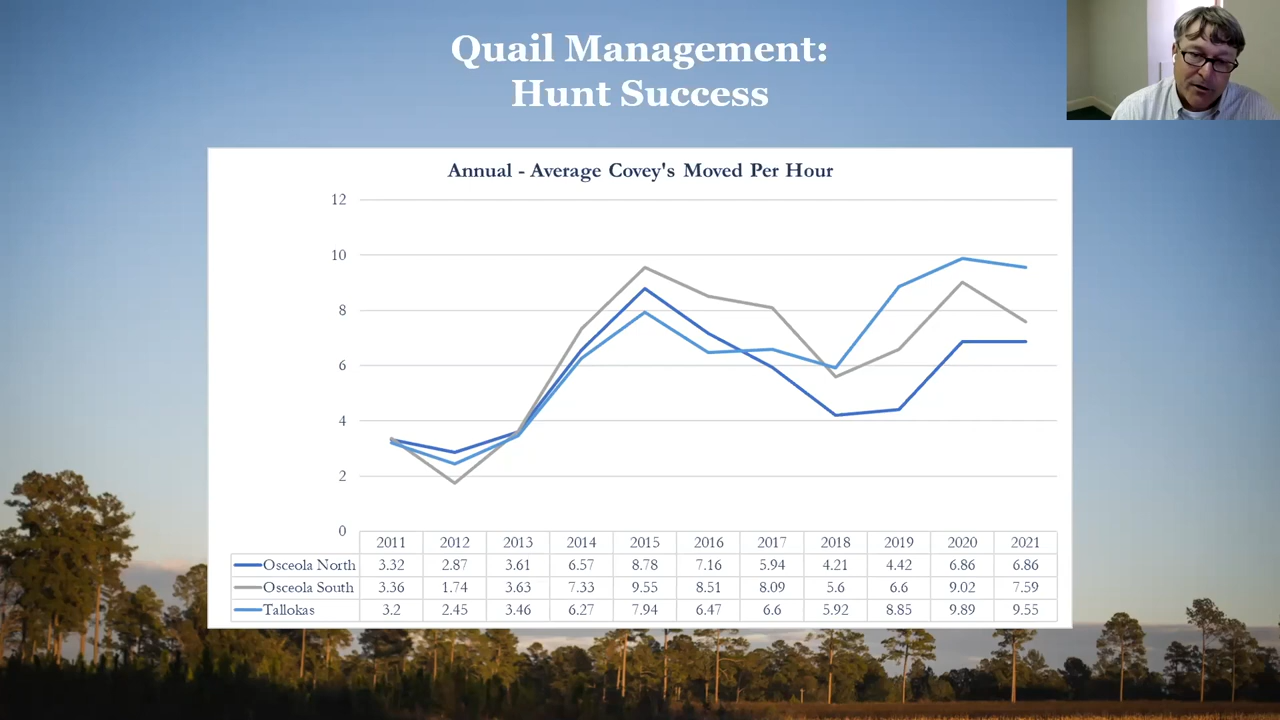 Quail Management:
Hunt Success
Annual - Average Covey's Moved Per Hour
12
10
8
6
4
2
0
2011 2012 2013 2014 2015 2016 2017 2018 2019 2020 2021
Osceola North 3.32 2.87 3.61 6.57 8.78 7.16 5.94 4.21 4.42 6.86 6.86
Osceola South 3.36 1.74 3.63 7.33 9.55 8.51 8.09 5.6 6.6 9.02 7.59
Tallokas 3.2 2.45 3.46 6.27 7.94 6.47 6.6 5.92 8.85 9.89 9.55